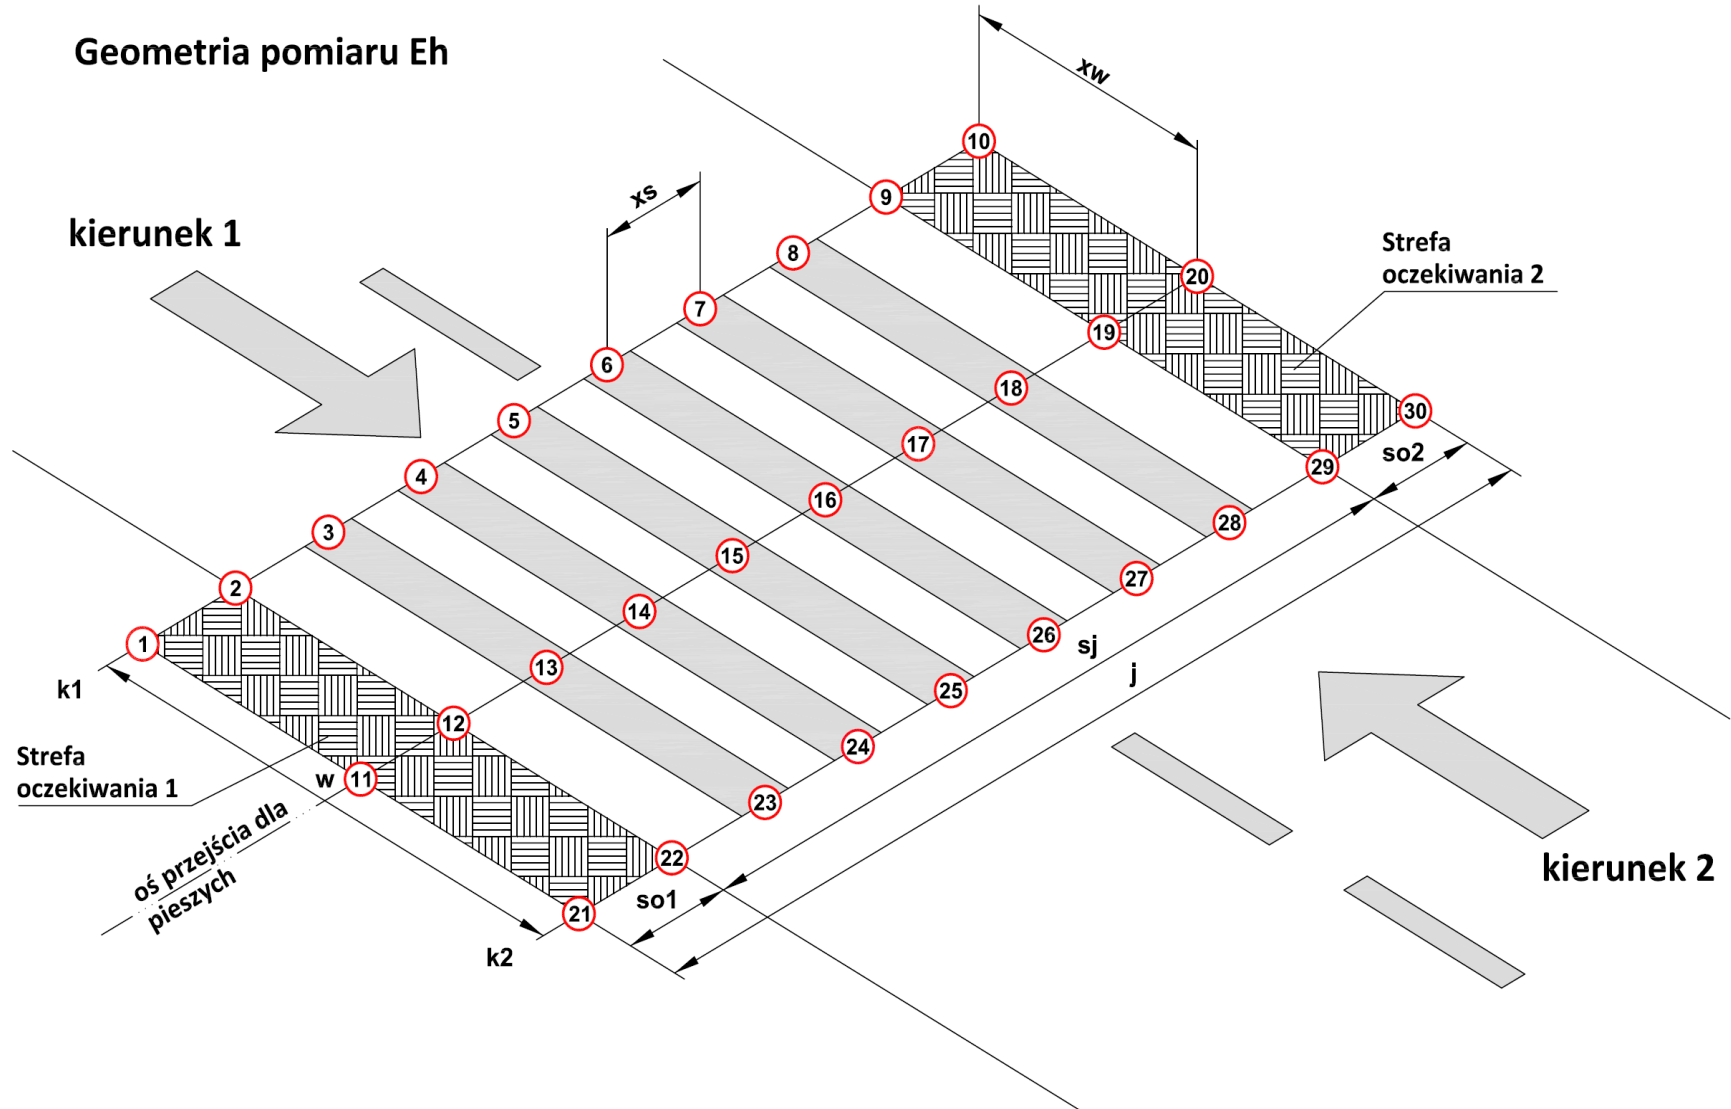 Geometria pomiaru Eh
xw
10
9
xs
kierunek 1
8
Strefa
oczekiwania 2
20
7
19
6
18
30
5
17
so2
29
4
16
28
3
15
27
2
14
26
sj
1
13
j
k1
25
12
24
Strefa
oczekiwania 1
w
11
23
oś przejścia dla
pieszych
22
kierunek 2
so1
21
k2